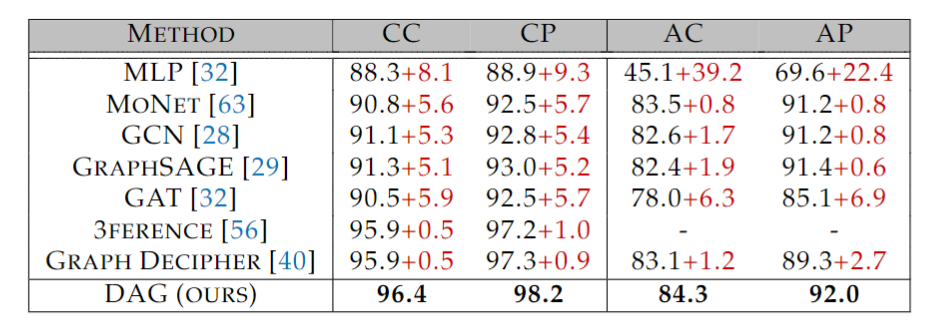 METHOD CC CP AC AP
MLP [32] 88.3+8.1 88.9+9.3 45.1+39.2 69.6+22.4
MONET [63] 90.8+5.6 92.5+5.7 83.5+0.8 91.2+0.8
GCN [28] 91.1+5.3 92.8+5.4 82.6+1.7 91.2+0.8
GRAPHSAGE [29] 91.3+5.1 93.0+5.2 82.4+1.9 91.4+0.6
GAT [32] 90.5+5.9 92.5+5.7 78.0+6.3 85.1+6.9
3FERENCE [56] 95.9+0.5 97.2+1.0 - -
GRAPH DECIPHER [40] 95.9+0.5 97.3+0.9 83.1+1.2 89.3+2.7
DAG (OURS) 96.4 98.2 84.3 92.0